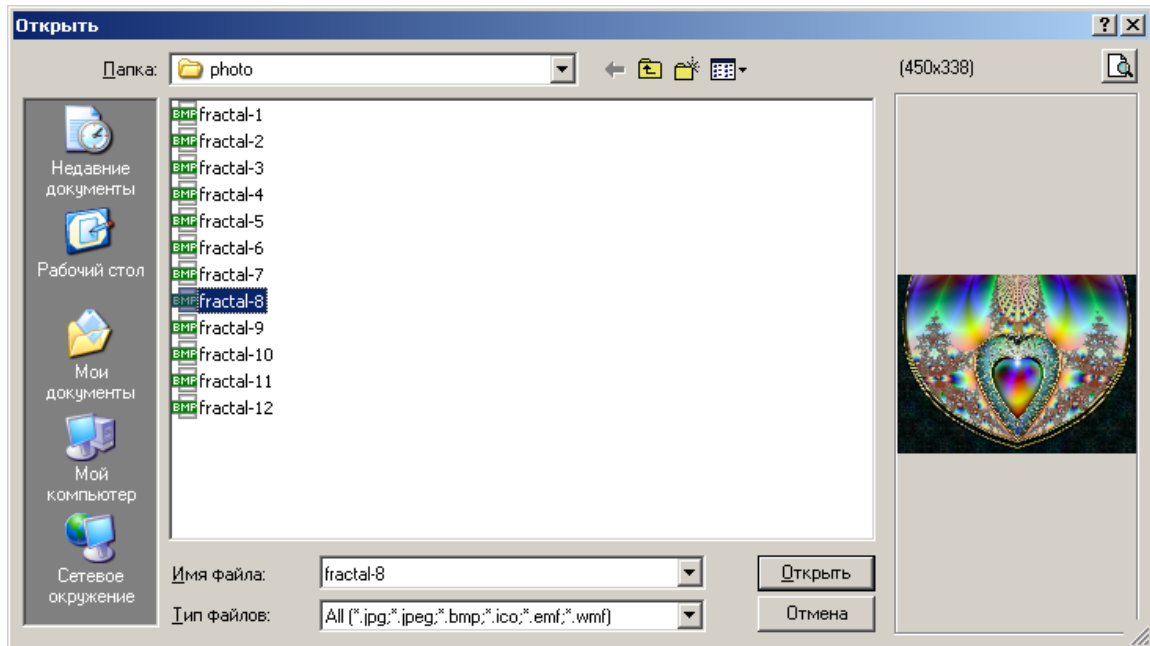 Открыть
Папка: photo
(450x338)
Недавние
документы
Рабочий стол
Мои
документы
Мой
компьютер
Сетевое
окружение
BMP fractal-1
BMP fractal-2
BMP fractal-3
BMP fractal-4
BMP fractal-5
BMP fractal-6
BMP fractal-7
BMP fractal-8
BMP fractal-9
BMP fractal-10
BMP fractal-11
BMP fractal-12
Имя файла: fractal-8 Открыть
Тип файлов: All (*.jpg;*.jpeg;*.bmp;*.ico;*.emf;*.wmf) Отмена